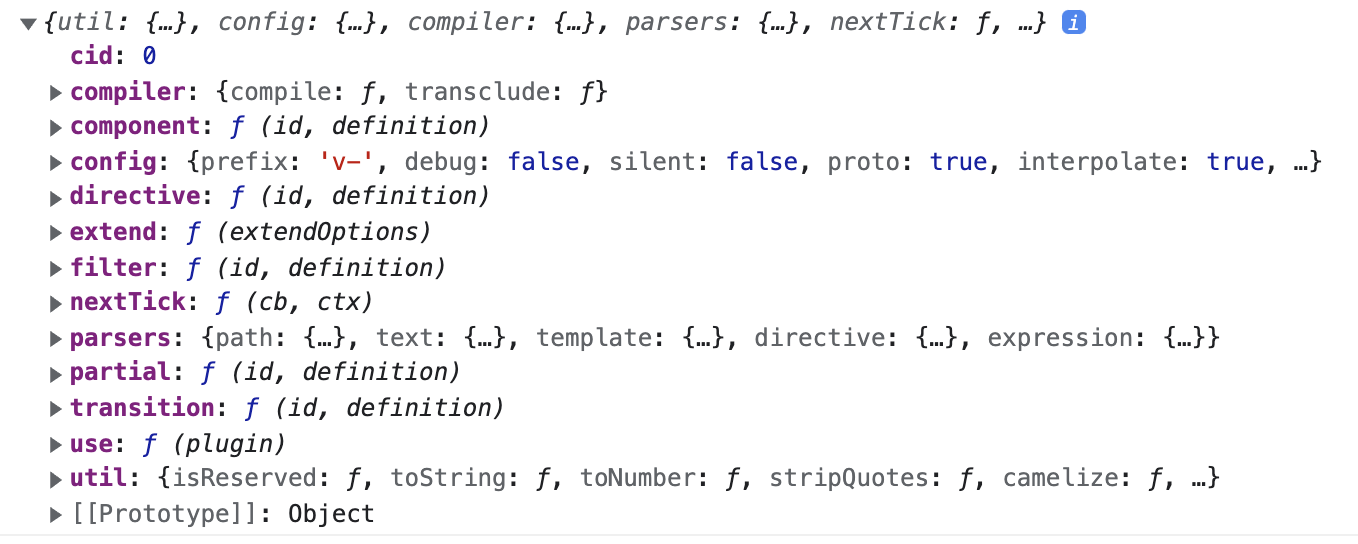 ▼{util: {…}, config: {…}, compiler: {…}, parsers: {…}, nextTick: ƒ, …} i
cid: 0
▶compiler: {compile: ƒ, transclude: ƒ}
▶component: ƒ (id, definition)
▶config: {prefix: 'v-', debug: false, silent: false, proto: true, interpolate: true, …}
▶directive: ƒ (id, definition)
▶extend: ƒ (extendOptions)
▶filter: ƒ (id, definition)
▶nextTick: ƒ (cb, ctx)
▶parsers: {path: {…}, text: {…}, template: {…}, directive: {…}, expression: {…}}
▶partial: ƒ (id, definition)
▶transition: ƒ (id, definition)
▶use: ƒ (plugin)
▶util: {isReserved: ƒ, toString: ƒ, toNumber: ƒ, stripQuotes: ƒ, camelize: ƒ, …}
▶[[Prototype]]: Object